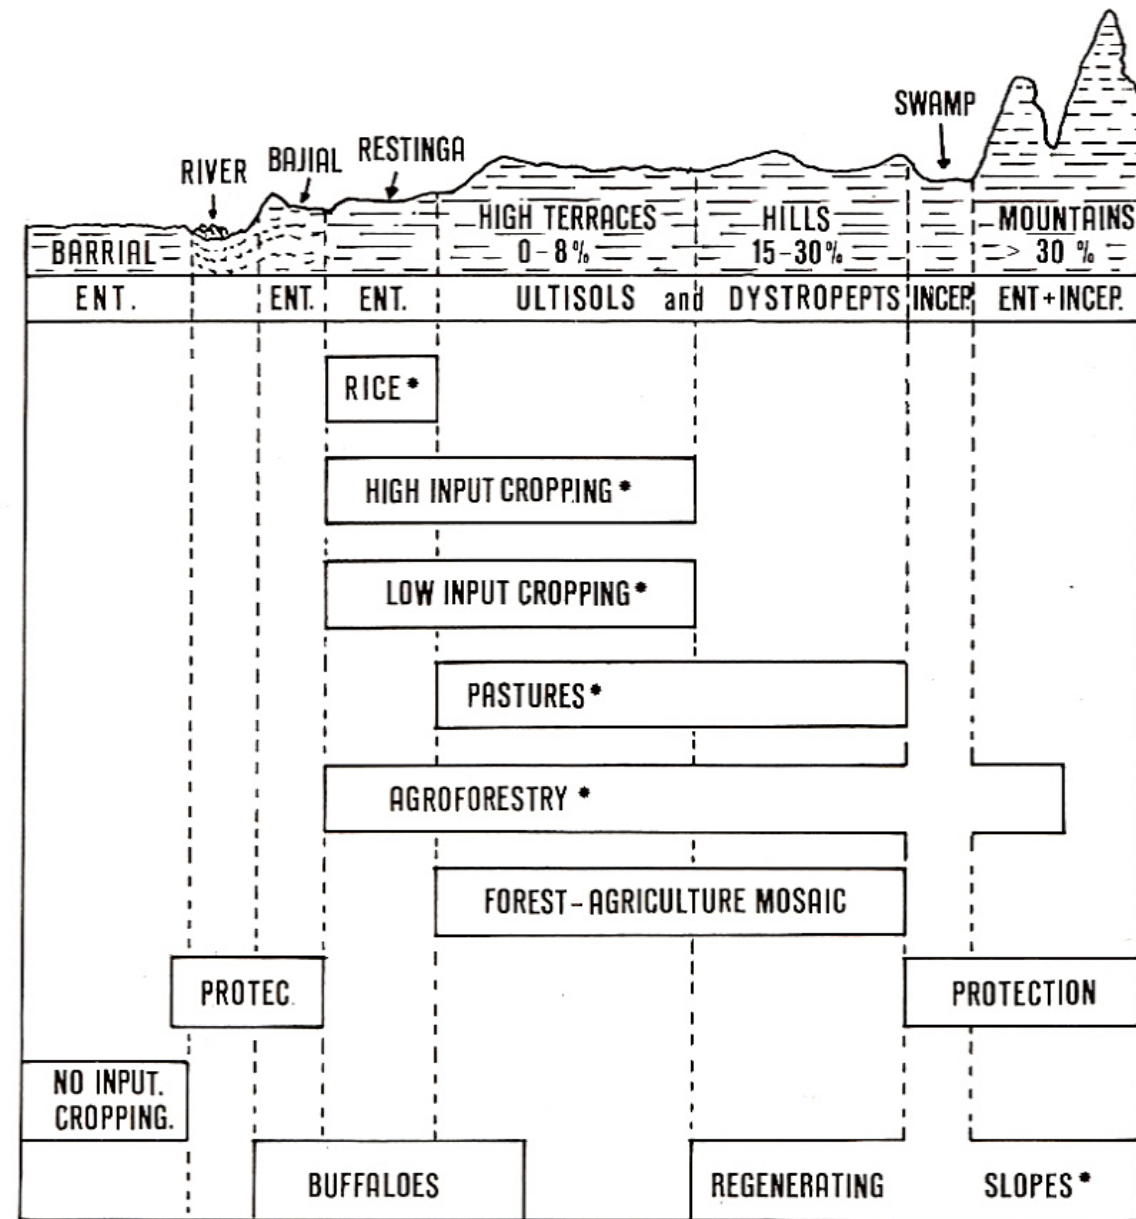 SWAMP
RIVER
BAJIAL
RESTINGA
BARRIAL
HIGH TERRACES
0-8%
HILLS
15-30%
MOUNTAINS
> 30 %
ENT.
ENT.
ENT.
ULTISOLS and DYSTROPEPTS
INCEP.
ENT + INCEP.
RICE*
HIGH INPUT CROPPING*
LOW INPUT CROPPING*
PASTURES*
AGROFORESTRY *
FOREST-AGRICULTURE MOSAIC
PROTEC.
PROTECTION
NO INPUT.
CROPPING.
BUFFALOES
REGENERATING
SLOPES*